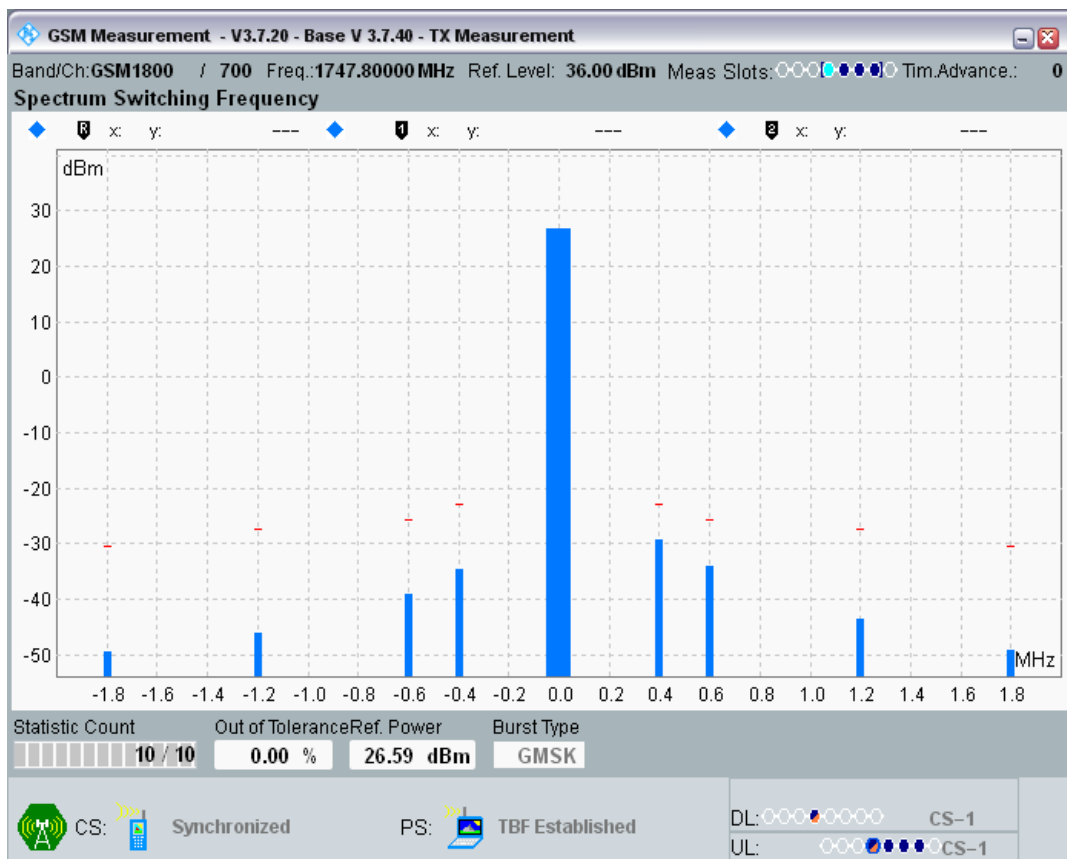 GSM Measurement - V3.7.20 - Base V 3.7.40 - TX Measurement
Band/Ch:GSM1800 / 700 Freq.:1747.80000 MHz Ref. Level: 36.00 dBm Meas Slots: Tim.Advance.: 0
Spectrum Switching Frequency
R x: y: --- 1 x: y: --- 2 x: y: ---
dBm
30
20
10
0
-10
-20
-30
-40
-50
MHz
-1.8 -1.6 -1.4 -1.2 -1.0 -0.8 -0.6 -0.4 -0.2 0.0 0.2 0.4 0.6 0.8 1.0 1.2 1.4 1.6 1.8
Statistic Count Out of Tolerance Ref. Power Burst Type
10 / 10 0.00 % 26.59 dBm GMSK
CS: Synchronized PS: TBF Established DL: CS-1
UL: CS-1